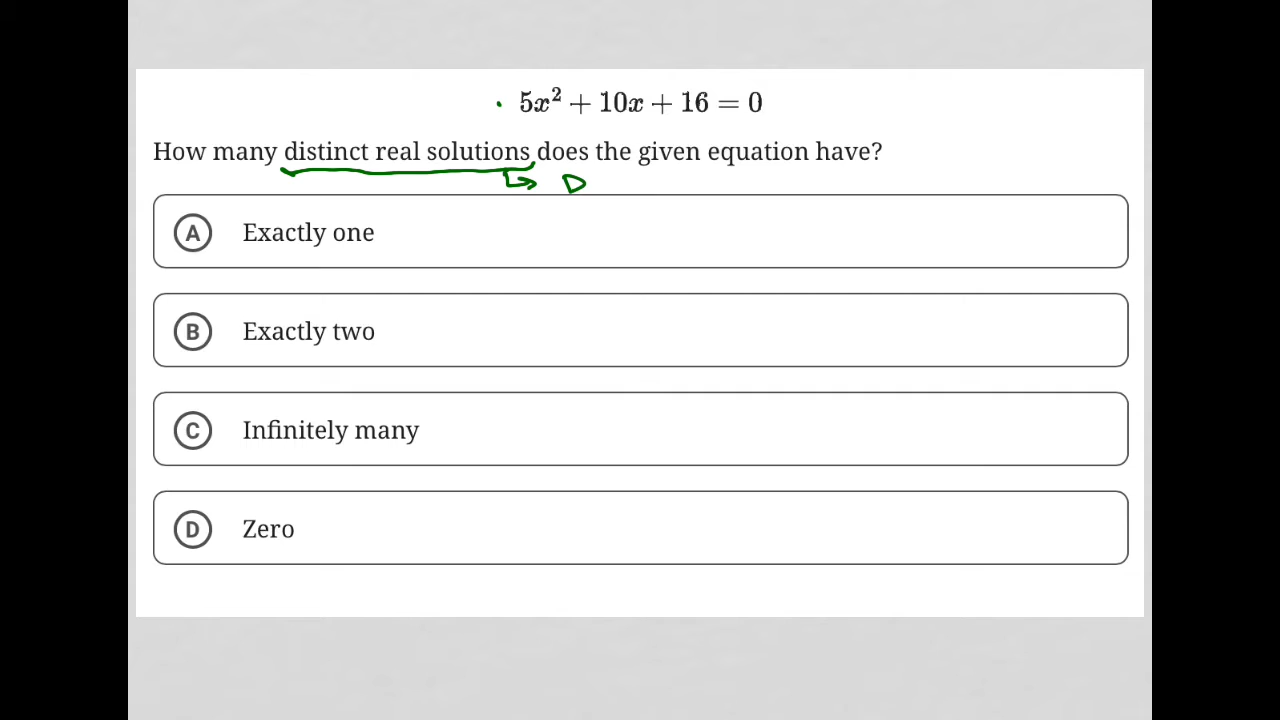 5x² + 10x + 16 = 0
How many distinct real solutions does the given equation have?
D
A Exactly one
B Exactly two
C Infinitely many
D Zero